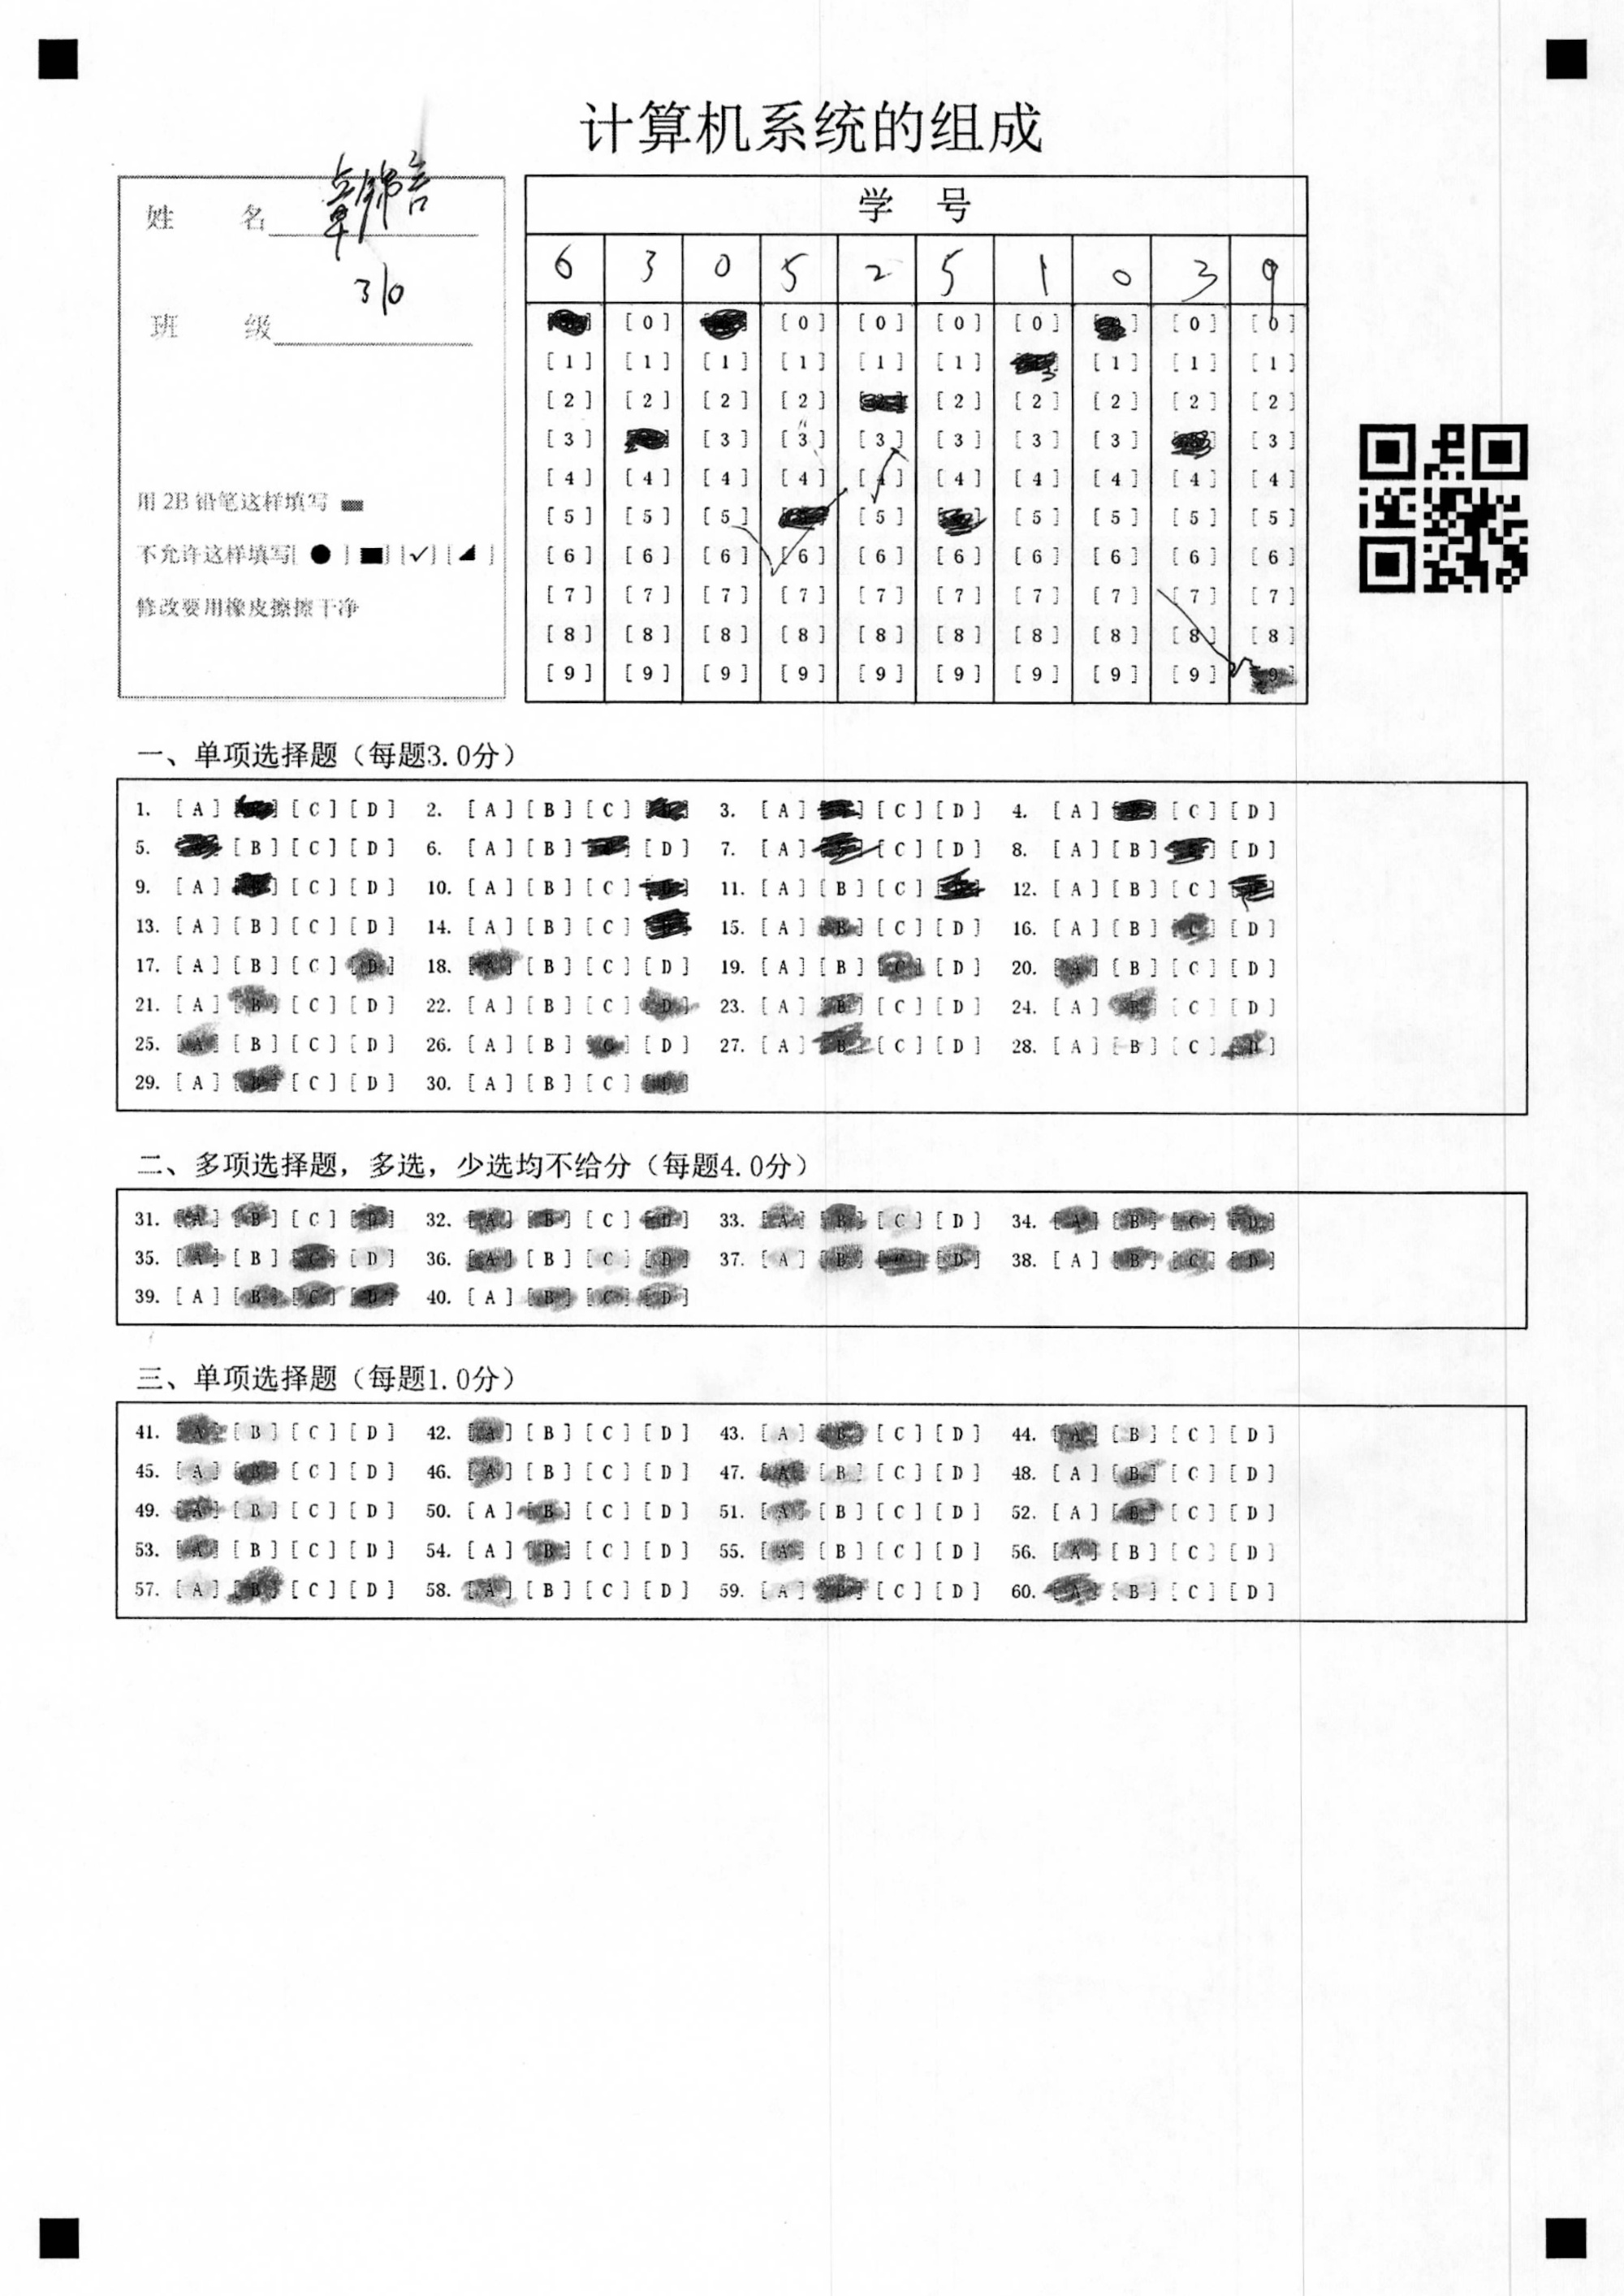 计算机系统的组成
姓 名 章锦言
班 级 310
用2B铅笔这样填写
不允许这样填写[ ● ] [■] [✓] [◢ ]
修改要用橡皮擦擦干净
学 号
6 3 0 5 2 5 1 0 3 9
[0] [0] [0] [0] [0] [0] [0]
[1] [1] [1] [1] [1] [1] [1] [1] [1]
[2] [2] [2] [2] [2] [2] [2] [2] [2]
[3] [3] [3] [3] [3] [3] [3] [3]
[4] [4] [4] [4] [4] [4] [4] [4] [4] [4]
[5] [5] [5] [5] [5] [5] [5] [5]
[6] [6] [6] [6] [6] [6] [6] [6] [6] [6]
[7] [7] [7] [7] [7] [7] [7] [7] [7] [7]
[8] [8] [8] [8] [8] [8] [8] [8] [8] [8]
[9] [9] [9] [9] [9] [9] [9] [9] [9] [9]
一、单项选择题（每题3.0分）
1. [A] [C] [D] 2. [A] [B] [C] 3. [A] [C] [D] 4. [A] [C] [D]
5. [B] [C] [D] 6. [A] [B] [D] 7. [A] [C] [D] 8. [A] [B] [D]
9. [A] [C] [D] 10. [A] [B] [C] 11. [A] [B] [C] 12. [A] [B] [C]
13. [A] [B] [C] [D] 14. [A] [B] [C] 15. [A] [B] [C] [D] 16. [A] [B] [C] [D]
17. [A] [B] [C] [D] 18. [A] [B] [C] [D] 19. [A] [B] [C] [D] 20. [A] [B] [C] [D]
21. [A] [B] [C] [D] 22. [A] [B] [C] [D] 23. [A] [B] [C] [D] 24. [A] [B] [C] [D]
25. [A] [B] [C] [D] 26. [A] [B] [C] [D] 27. [A] [B] [C] [D] 28. [A] [B] [C] [D]
29. [A] [B] [C] [D] 30. [A] [B] [C] [D]
二、多项选择题，多选，少选均不给分（每题4.0分）
31. [A] [B] [C] [D] 32. [A] [B] [C] [D] 33. [A] [B] [C] [D] 34. [A] [B] [C] [D]
35. [A] [B] [C] [D] 36. [A] [B] [C] [D] 37. [A] [B] [C] [D] 38. [A] [B] [C] [D]
39. [A] [B] [C] [D] 40. [A] [B] [C] [D]
三、单项选择题（每题1.0分）
41. [A] [B] [C] [D] 42. [A] [B] [C] [D] 43. [A] [B] [C] [D] 44. [A] [B] [C] [D]
45. [A] [B] [C] [D] 46. [A] [B] [C] [D] 47. [A] [B] [C] [D] 48. [A] [B] [C] [D]
49. [A] [B] [C] [D] 50. [A] [B] [C] [D] 51. [A] [B] [C] [D] 52. [A] [B] [C] [D]
53. [A] [B] [C] [D] 54. [A] [B] [C] [D] 55. [A] [B] [C] [D] 56. [A] [B] [C] [D]
57. [A] [B] [C] [D] 58. [A] [B] [C] [D] 59. [A] [B] [C] [D] 60. [A] [B] [C] [D]